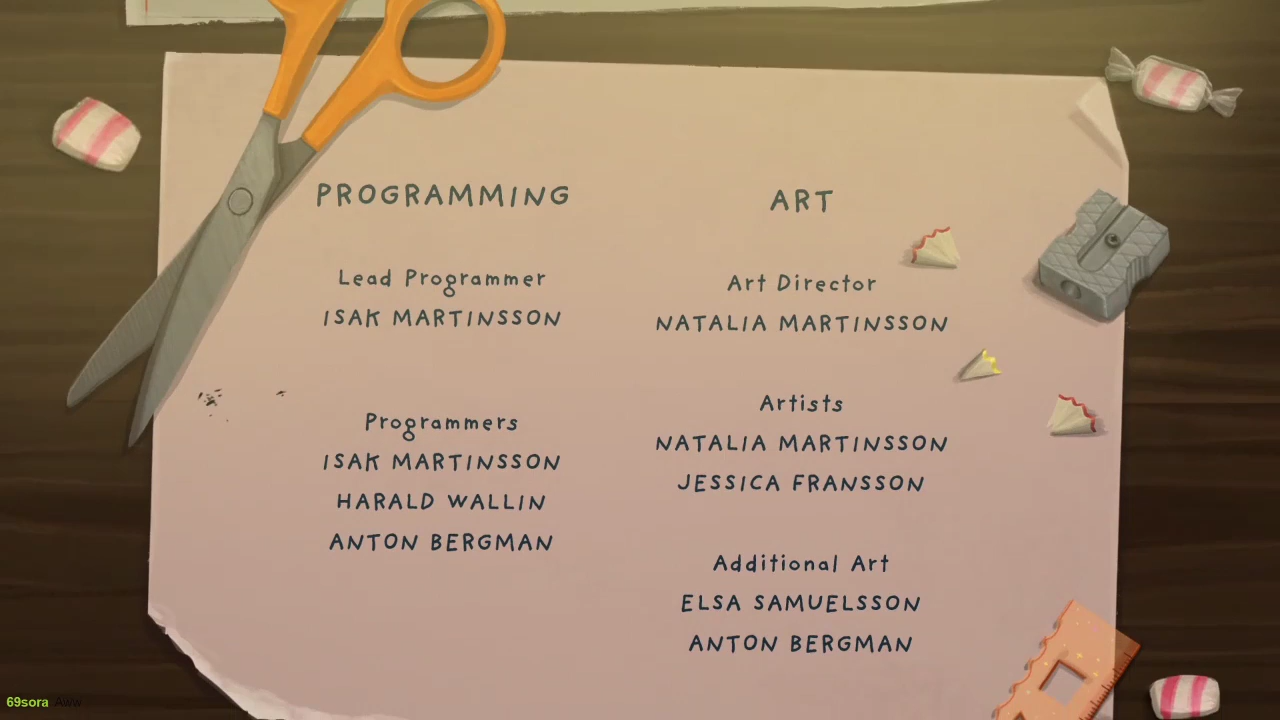 PROGRAMMING
Lead Programmer
ISAK MARTINSSON
Programmers
ISAK MARTINSSON
HARALD WALLIN
ANTON BERGMAN
ART
Art Director
NATALIA MARTINSSON
Artists
NATALIA MARTINSSON
JESSICA FRANSSON
Additional Art
ELSA SAMUELSSON
ANTON BERGMAN
69sora Aww